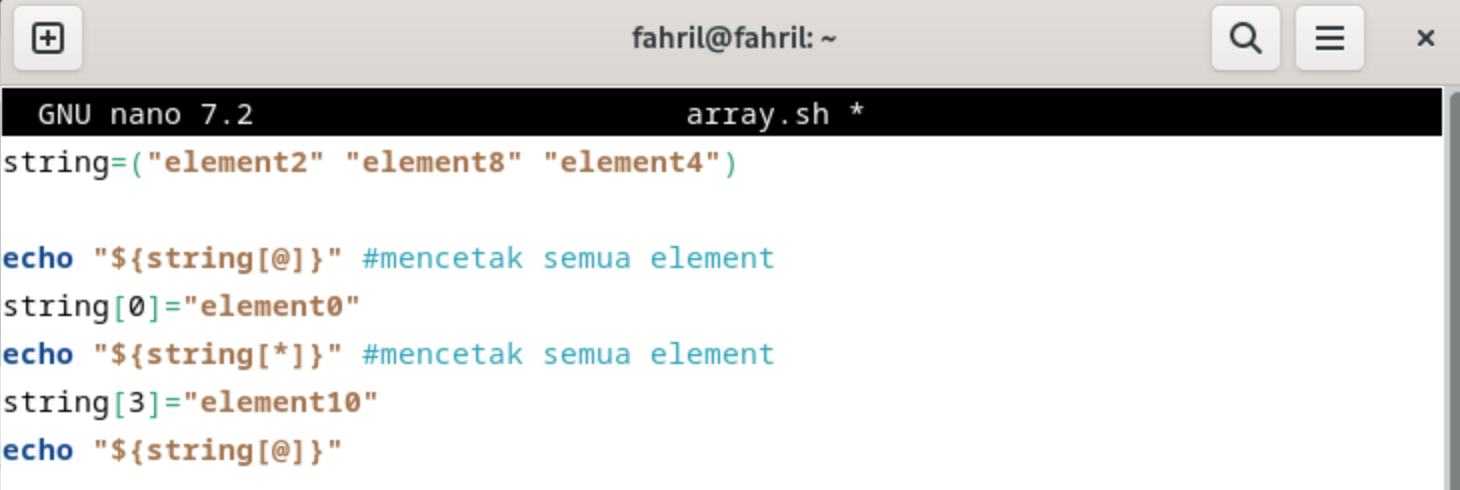 fahril@fahril: ~
GNU nano 7.2 array.sh *
string=("element2" "element8" "element4")
echo "${string[@]}" #mencetak semua element
string[0]="element0"
echo "${string[*]}" #mencetak semua element
string[3]="element10"
echo "${string[@]}"